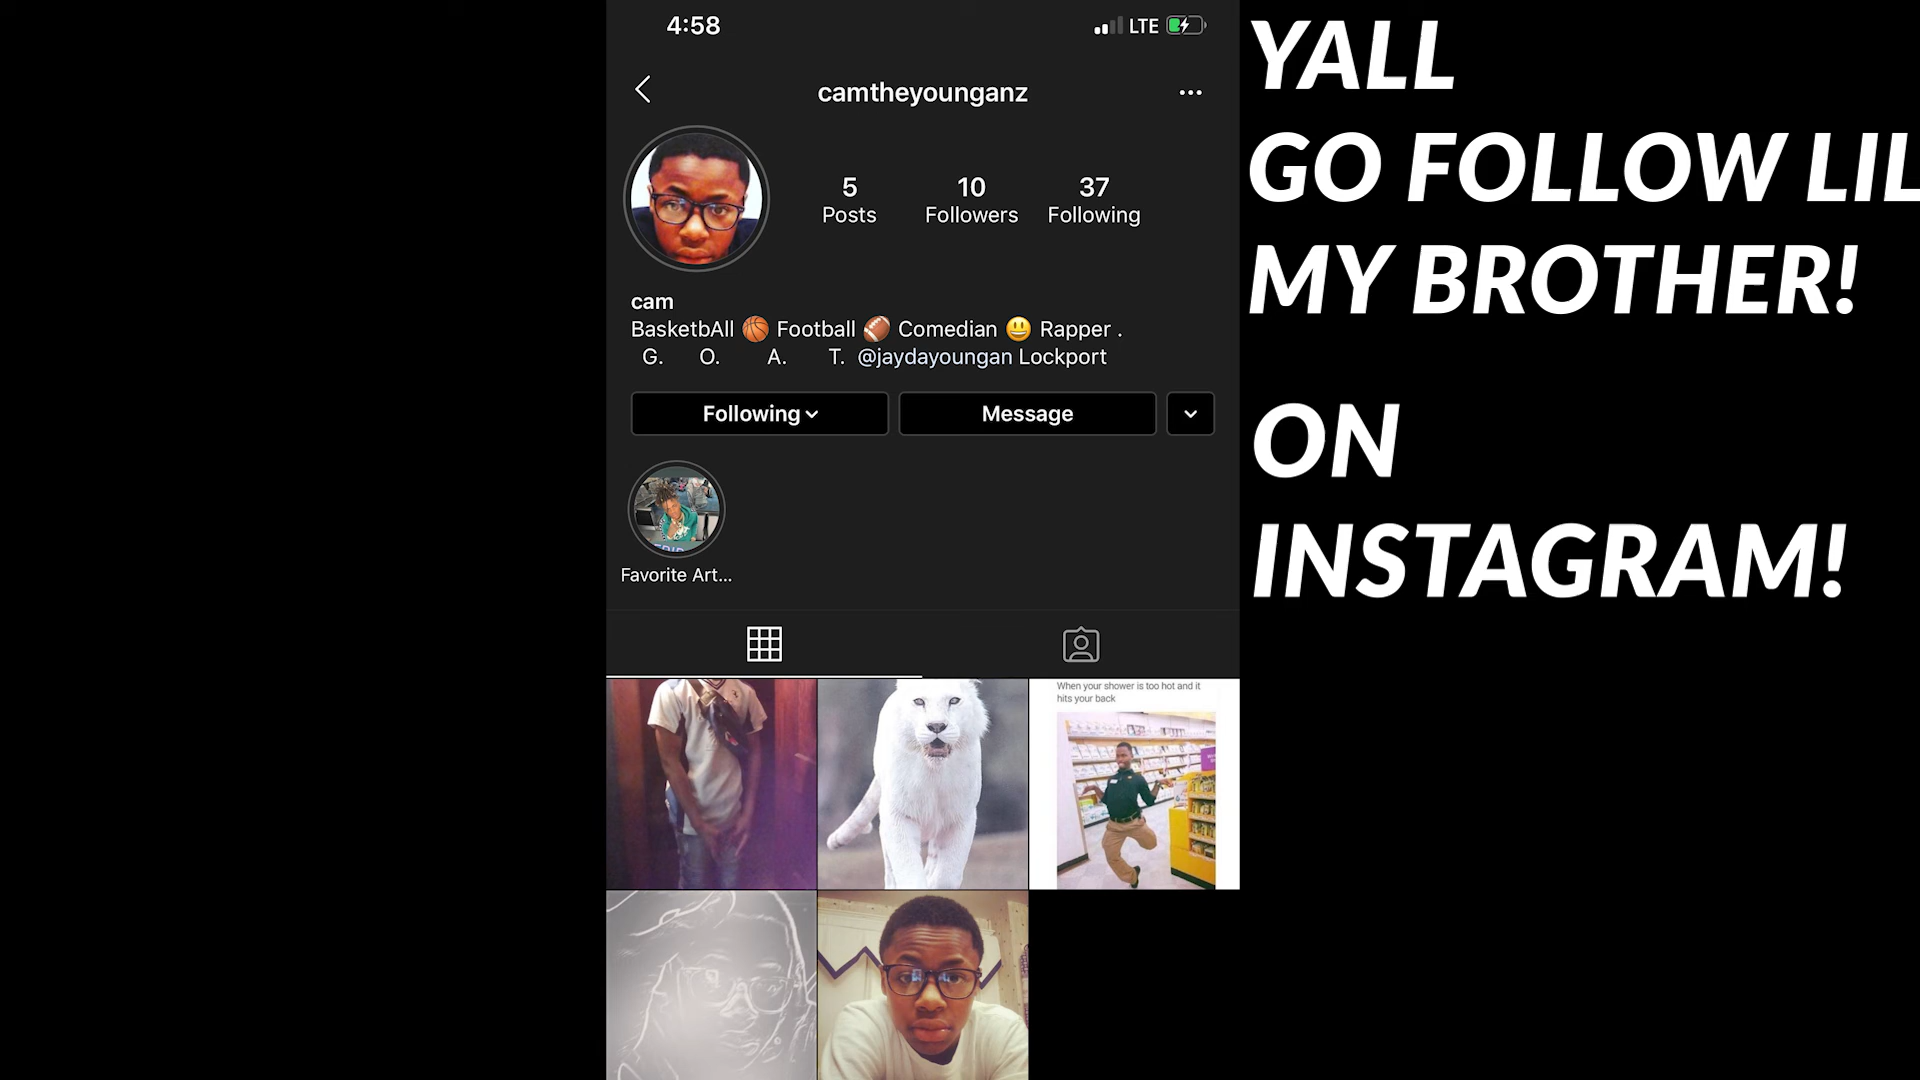 4:58
LTE
camtheyounganz
5
Posts
10
Followers
37
Following
cam
BasketbAll 🏀 Football 🏈 Comedian 😃 Rapper .
G. O. A. T. @jaydayoungan Lockport
Following
Message
Favorite Art...
When your shower is too hot and it
hits your back
YALL
GO FOLLOW LIL
MY BROTHER!
ON
INSTAGRAM!